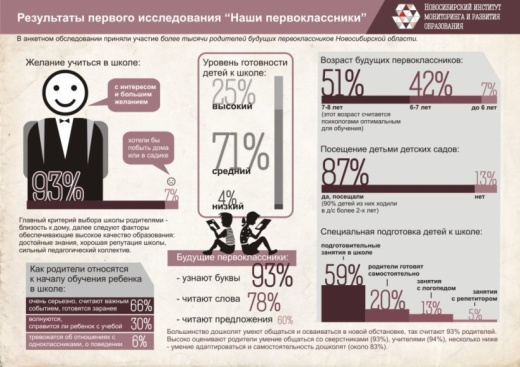 Результаты первого исследования "Наши первоклассники"
НОВОСИБИРСКИЙ ИНСТИТУТ
МОНИТОРИНГА И РАЗВИТИЯ
ОБРАЗОВАНИЯ
В анкетном обследовании приняли участие более тысячи родителей будущих первоклассников Новосибирской области.
Желание учиться в школе:
с интересом
и большим
желанием
хотели бы
побыть дома
или в садике
93%
7%
Главный критерий выбора школы родителями -
близость к дому, далее следуют факторы
обеспечивающие высокое качество образования:
достойные знания, хорошая репутация школы,
сильный педагогический коллектив.
Как родители относятся
к началу обучения ребенка
в школе:
очень серьезно, считают важным
событием, готовятся заранее
66%
волнуются,
справится ли ребенок с учебой
30%
тревожатся об отношениях с
одноклассниками, о поведении
6%
Уровень готовности
детей к школе:
25%
высокий
71%
средний
4%
низкий
Будущие первоклассники:
- узнают буквы 93%
- читают слова 78%
- читают предложения 60%
Возраст будущих первоклассников:
51% 42% 7%
7-8 лет 6-7 лет до 6 лет
(этот возраст считается
психологами оптимальным
для обучения)
Посещение детьми детских садов:
87% 13%
да, посещали нет
(90% детей из них ходили
в д/с более 2-х лет)
Специальная подготовка детей к школе:
подготовительные
занятия в школе
59%
родители готовят
самостоятельно
20%
занятия
с логопедом
13%
занятия
с репетитором
5%
Большинство дошколят умеют общаться и осваиваться в новой обстановке, так считают 93% родителей.
Высоко оценивают родители умение общаться со сверстниками (93%), учителями (94%), несколько ниже
- умение адаптироваться и самостоятельность дошколят (около 83%).